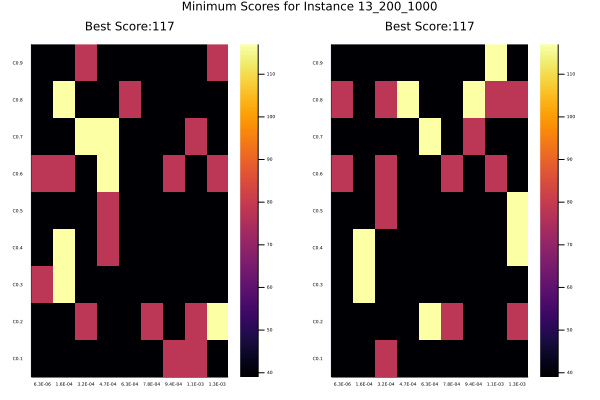 Minimum Scores for Instance 13_200_1000
Best Score:117
Best Score:117
C0.9
C0.8
C0.7
C0.6
C0.5
C0.4
C0.3
C0.2
C0.1
6.3E-06 1.6E-04 3.2E-04 4.7E-04 6.3E-04 7.8E-04 9.4E-04 1.1E-03 1.3E-03
110
100
90
80
70
60
50
40
C0.9
C0.8
C0.7
C0.6
C0.5
C0.4
C0.3
C0.2
C0.1
6.3E-06 1.6E-04 3.2E-04 4.7E-04 6.3E-04 7.8E-04 9.4E-04 1.1E-03 1.3E-03
110
100
90
80
70
60
50
40